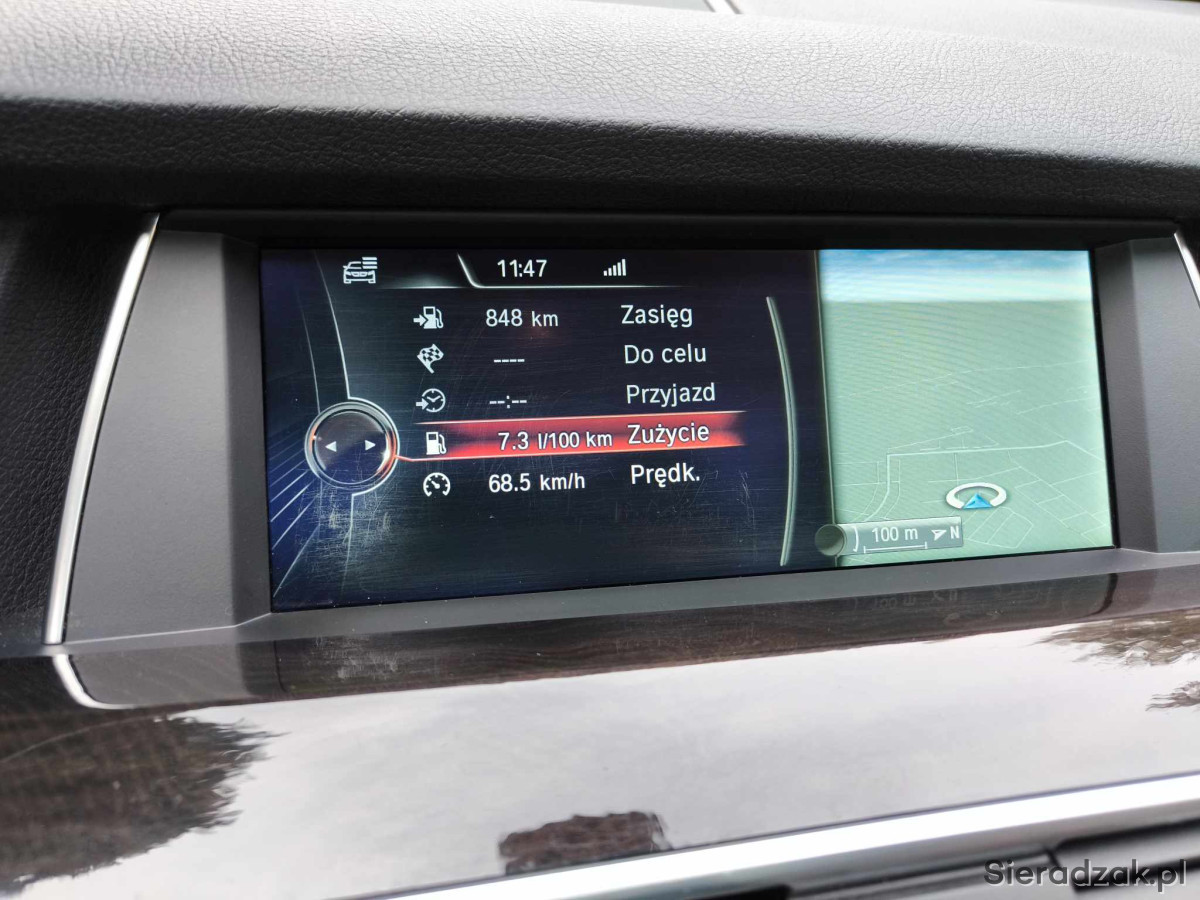 11:47
848 km Zasięg
---- Do celu
--:-- Przyjazd
7.3 l/100 km Zużycie
68.5 km/h Prędk.
100 m N
Sieradzak.pl